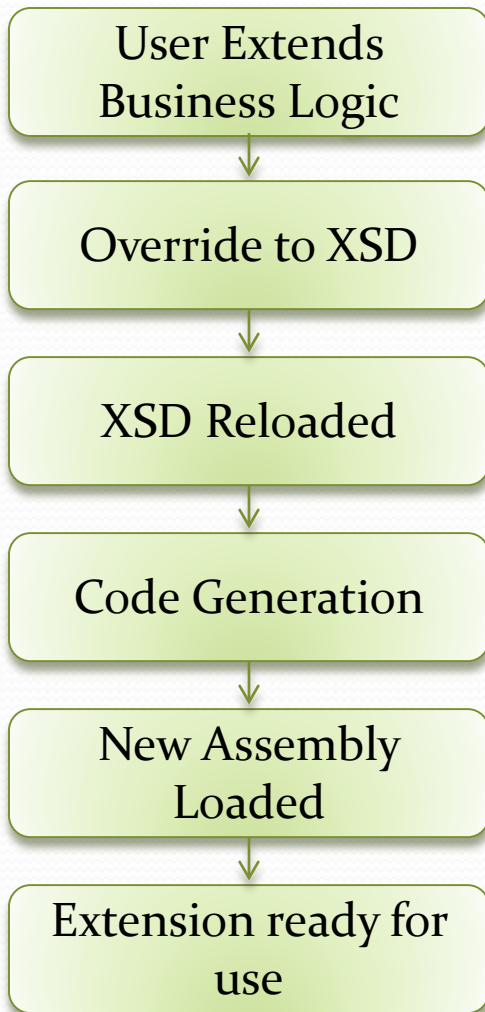 User Extends
Business Logic
Override to XSD
XSD Reloaded
Code Generation
New Assembly
Loaded
Extension ready for
use